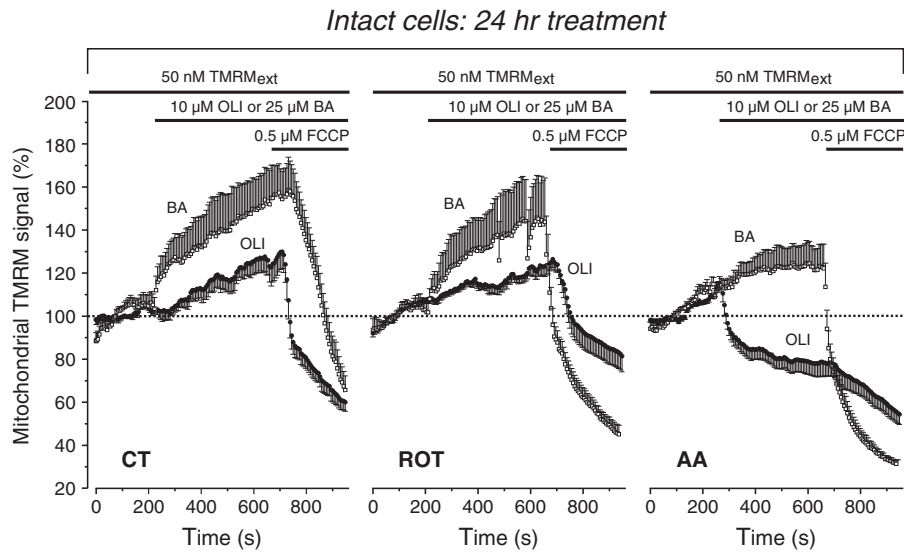 Intact cells: 24 hr treatment
50 nM TMRMext
50 nM TMRMext
50 nM TMRMext
10 µM OLI or 25 µM BA
10 µM OLI or 25 µM BA
10 µM OLI or 25 µM BA
0.5 µM FCCP
0.5 µM FCCP
0.5 µM FCCP
Mitochondrial TMRM signal (%)
200
180
160
140
120
100
80
60
40
20
BA
OLI
CT
BA
OLI
ROT
BA
OLI
AA
0 200 400 600 800
0 200 400 600 800
0 200 400 600 800
Time (s)
Time (s)
Time (s)